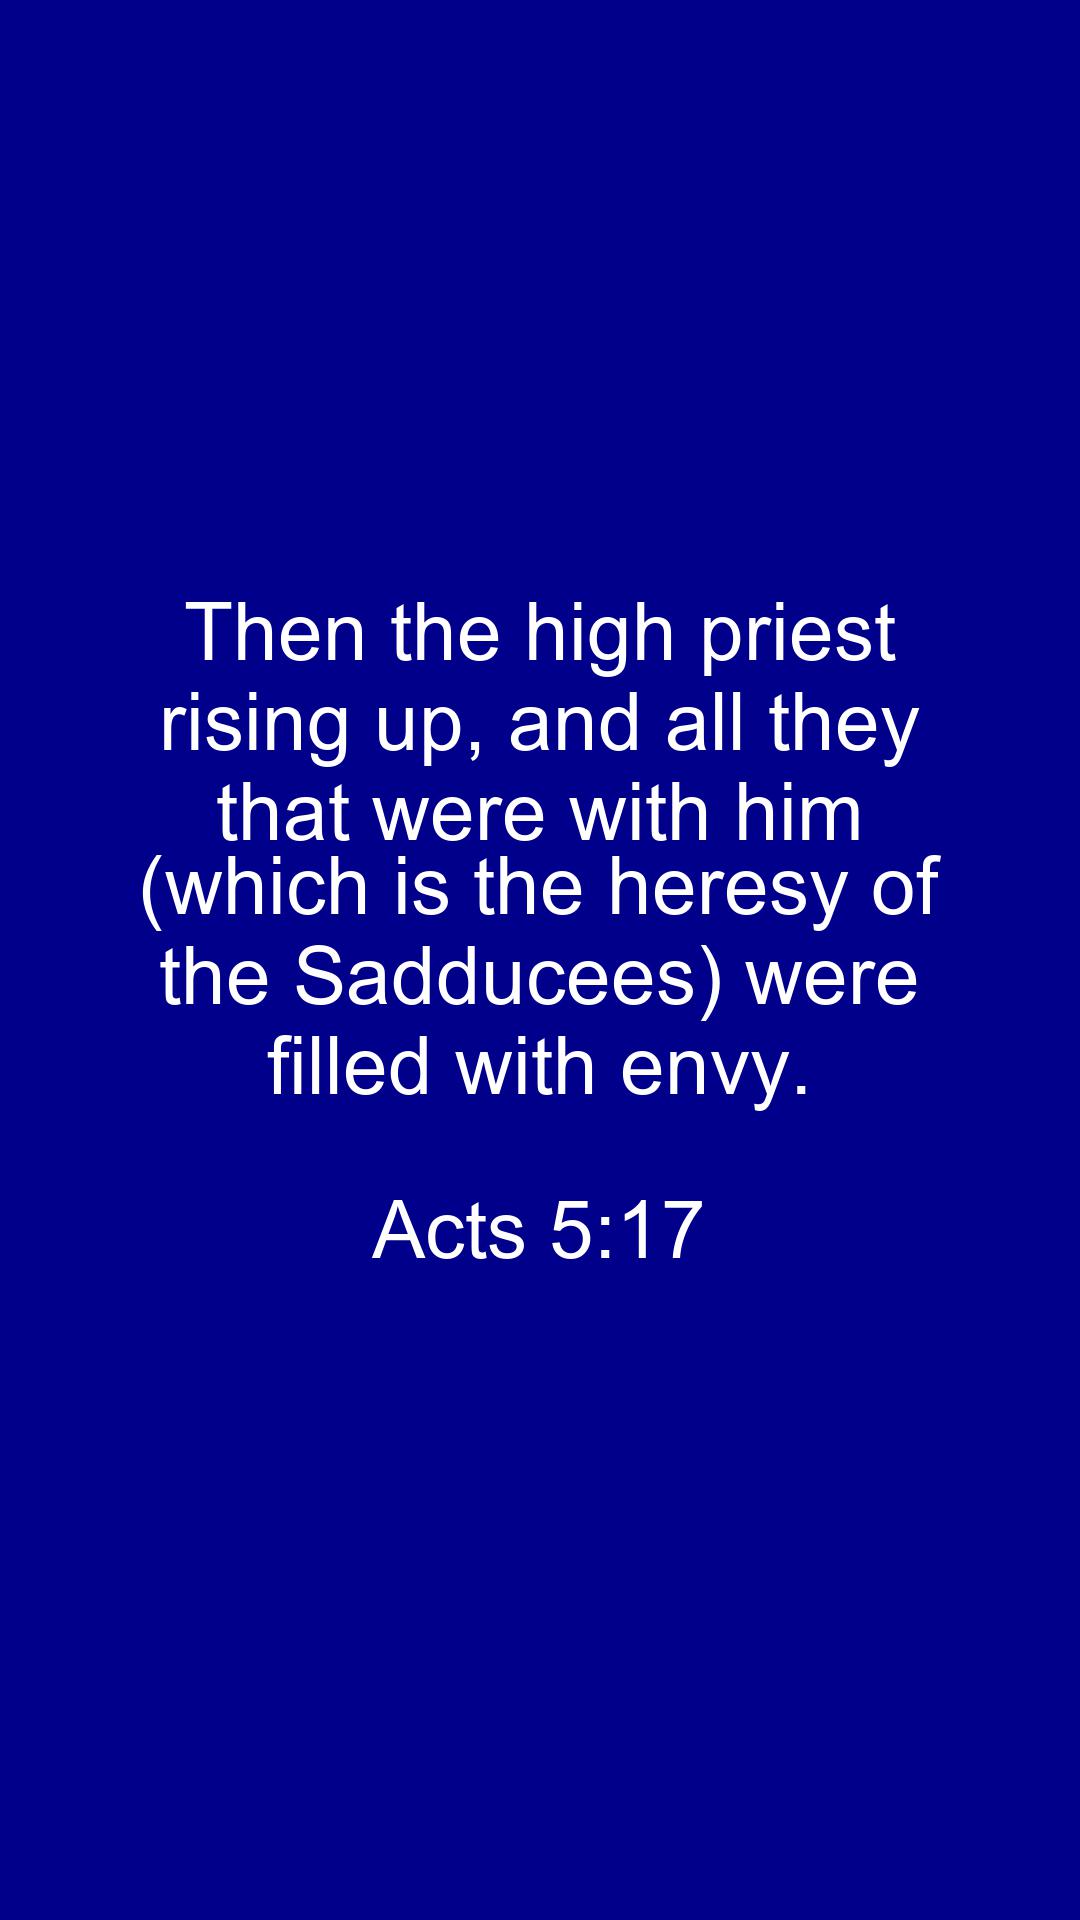 Then the high priest
rising up, and all they
that were with him
(which is the heresy of
the Sadducees) were
filled with envy.
Acts 5:17